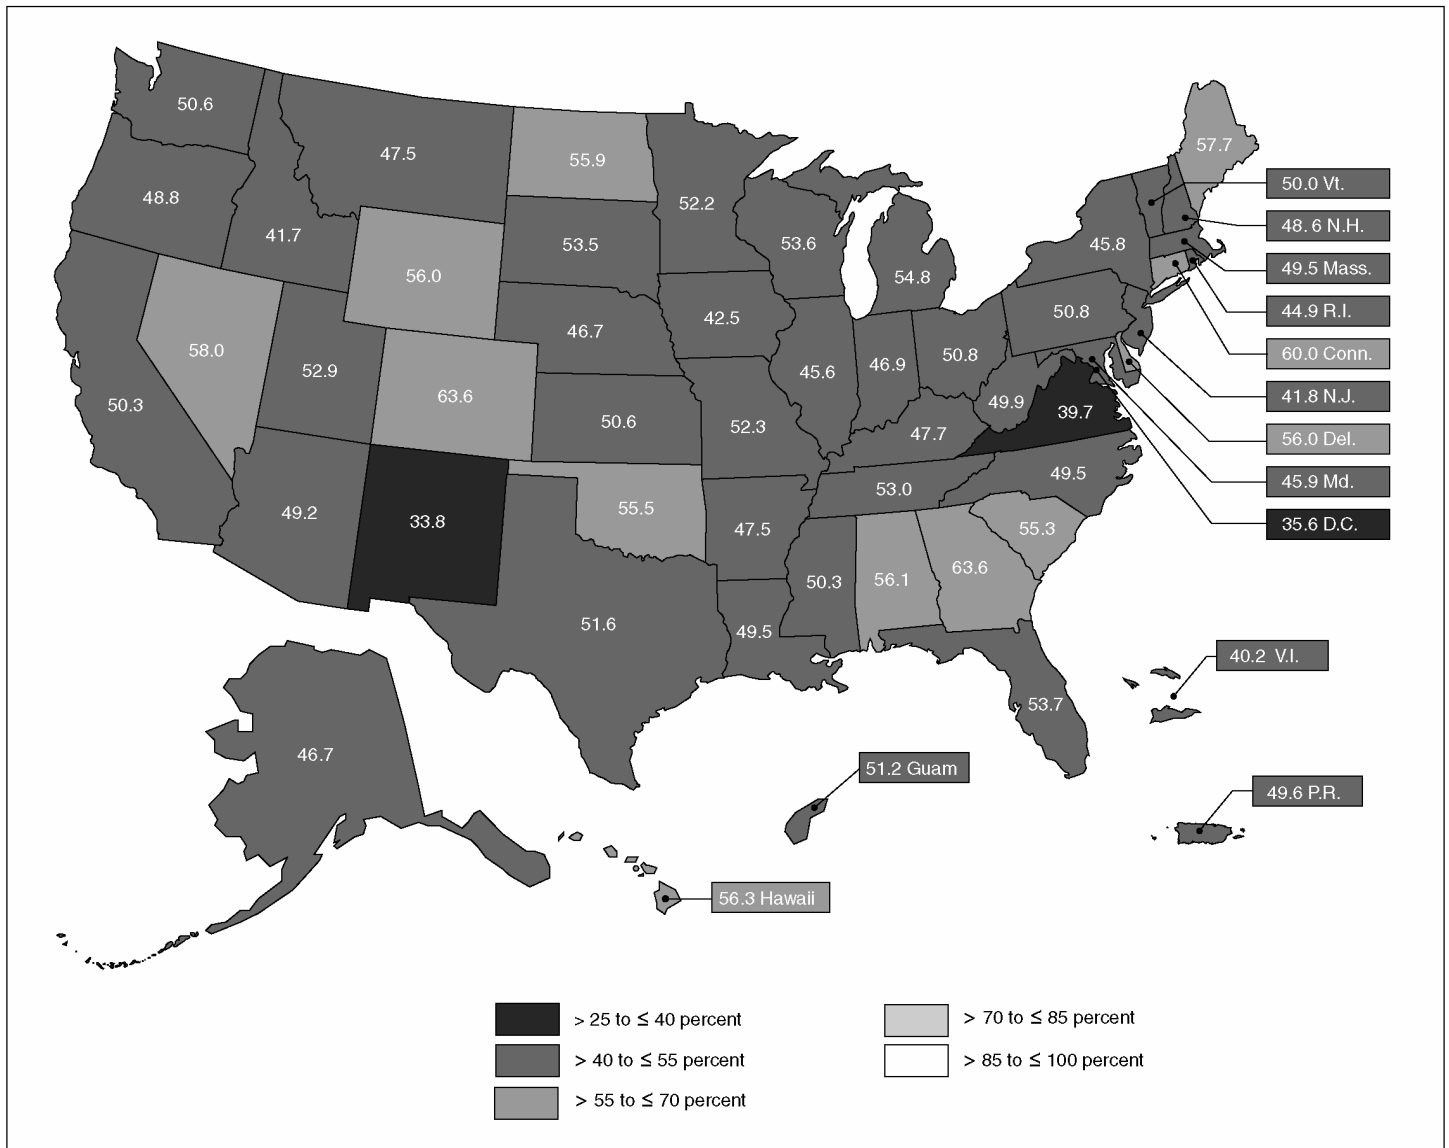 50.6
47.5
55.9
57.7
50.0 Vt.
48.8
52.2
48. 6 N.H.
41.7
53.5
53.6
45.8
49.5 Mass.
56.0
54.8
44.9 R.I.
46.7
42.5
50.8
60.0 Conn.
58.0
52.9
45.6
46.9
50.8
41.8 N.J.
50.3
63.6
50.6
52.3
47.7
49.9
39.7
56.0 Del.
49.2
33.8
55.5
53.0
49.5
45.9 Md.
47.5
55.3
35.6 D.C.
50.3
56.1
63.6
51.6
49.5
40.2 V.I.
53.7
46.7
51.2 Guam
49.6 P.R.
56.3 Hawaii
> 25 to ≤ 40 percent
> 40 to ≤ 55 percent
> 55 to ≤ 70 percent
> 70 to ≤ 85 percent
> 85 to ≤ 100 percent